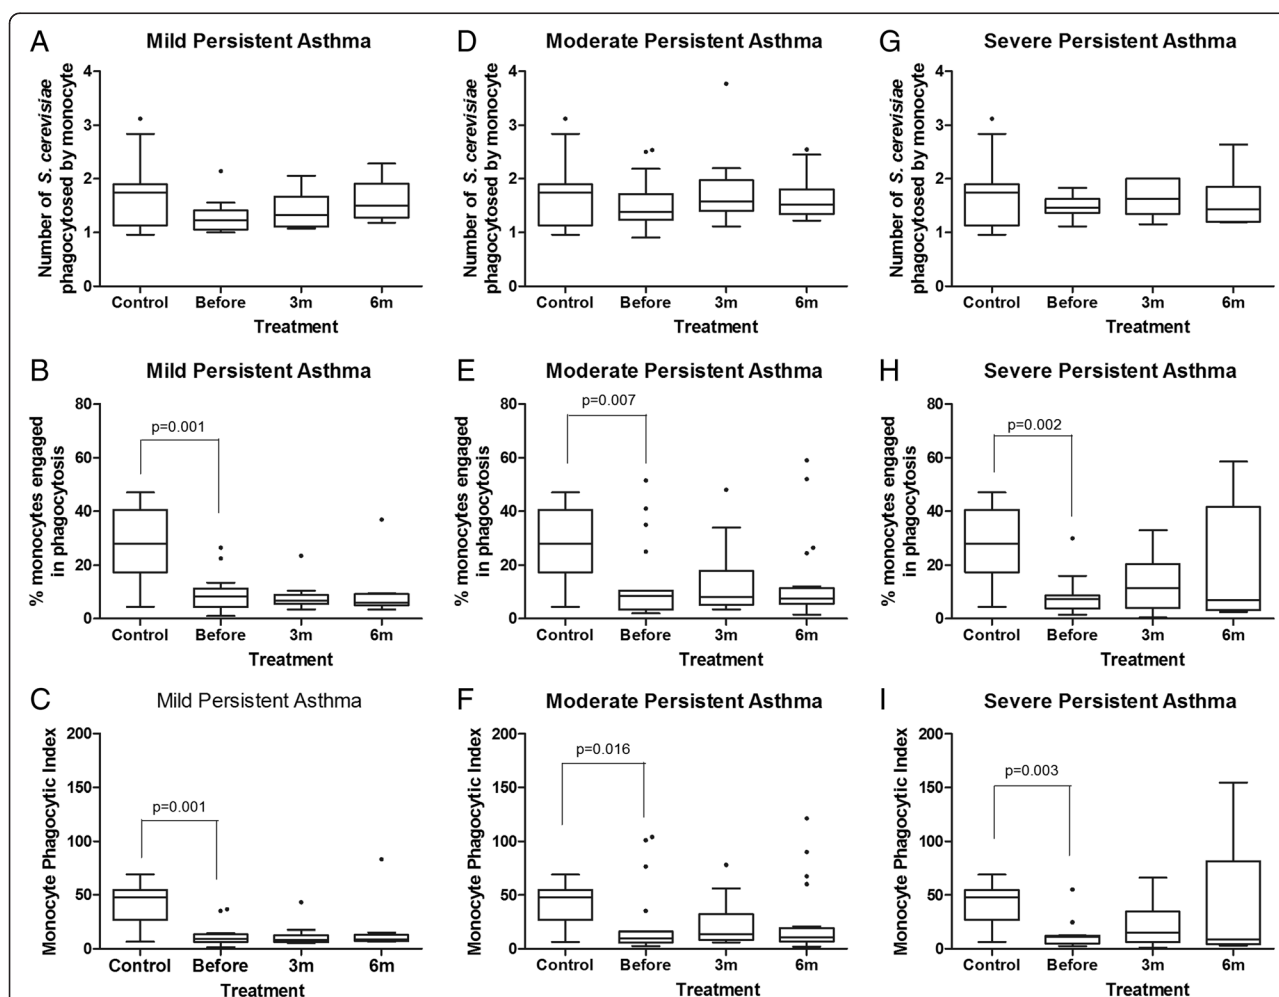 A
Mild Persistent Asthma
Number of S. cerevisiae
phagocytosed by monocyte
4
3
2
1
0
Control Before 3m 6m
Treatment
D
Moderate Persistent Asthma
Number of S. cerevisiae
phagocytosed by monocyte
4
3
2
1
0
Control Before 3m 6m
Treatment
G
Severe Persistent Asthma
Number of S. cerevisiae
phagocytosed by monocyte
4
3
2
1
0
Control Before 3m 6m
Treatment
B
Mild Persistent Asthma
% monocytes engaged
in phagocytosis
80
60
40
20
0
p=0.001
Control Before 3m 6m
Treatment
E
Moderate Persistent Asthma
% monocytes engaged
in phagocytosis
80
60
40
20
0
p=0.007
Control Before 3m 6m
Treatment
H
Severe Persistent Asthma
% monocytes engaged
in phagocytosis
80
60
40
20
0
p=0.002
Control Before 3m 6m
Treatment
C
Mild Persistent Asthma
Monocyte Phagocytic Index
200
150
100
50
0
p=0.001
Control Before 3m 6m
Treatment
F
Moderate Persistent Asthma
Monocyte Phagocytic Index
200
150
100
50
0
p=0.016
Control Before 3m 6m
Treatment
I
Severe Persistent Asthma
Monocyte Phagocytic Index
200
150
100
50
0
p=0.003
Control Before 3m 6m
Treatment